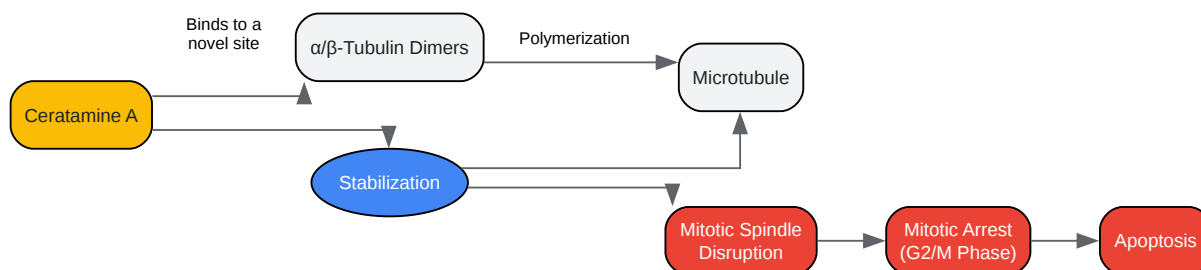 Binds to a
novel site
α/β-Tubulin Dimers
Polymerization
Microtubule
Ceratamine A
Stabilization
Mitotic Spindle
Disruption
Mitotic Arrest
(G2/M Phase)
Apoptosis